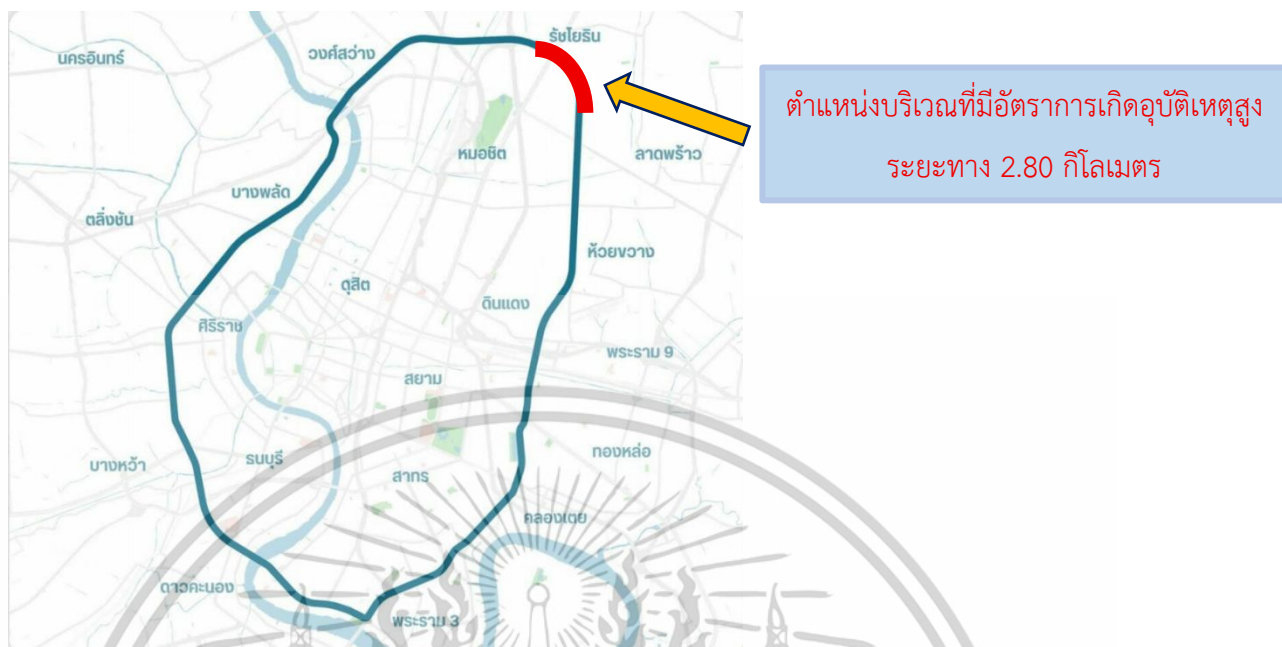 รัชโยธิน
วงศ์สว่าง
นครอินทร์
ตำแหน่งบริเวณที่มีอัตราการเกิดอุบัติเหตุสูง
ระยะทาง 2.80 กิโลเมตร
หมอชิต
ลาดพร้าว
บางพลัด
ตลิ่งชัน
ห้วยขวาง
ดุสิต
ดินแดง
ศิริราช
พระราม 9
สยาม
ทองหล่อ
ธนบุรี
บางหว้า
สาทร
คลองเตย
ดาวคะนอง
พระราม 3